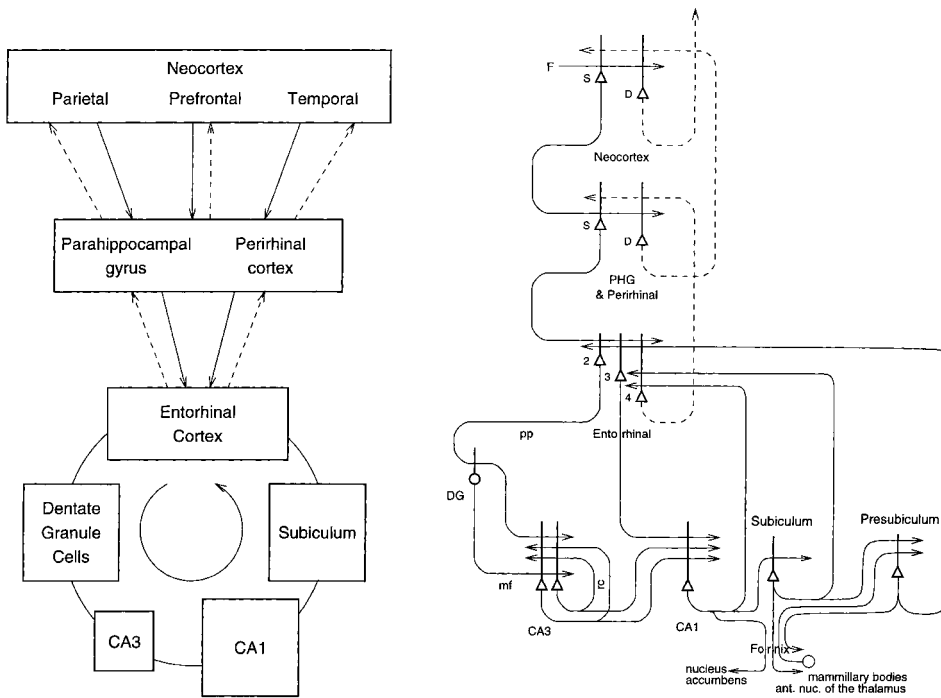 Neocortex
Parietal Prefrontal Temporal
Parahippocampal
gyrus
Perirhinal
cortex
Entorhinal
Cortex
Dentate
Granule
Cells
Subiculum
CA3
CA1
F
S
D
Neocortex
S
D
PHG
& Perirhinal
2
3
4
pp
Entorhinal
DG
Subiculum
Presubiculum
mf
rc
CA3
CA1
Fornix
nucleus
accumbens
mammillary bodies
ant. nuc. of the thalamus